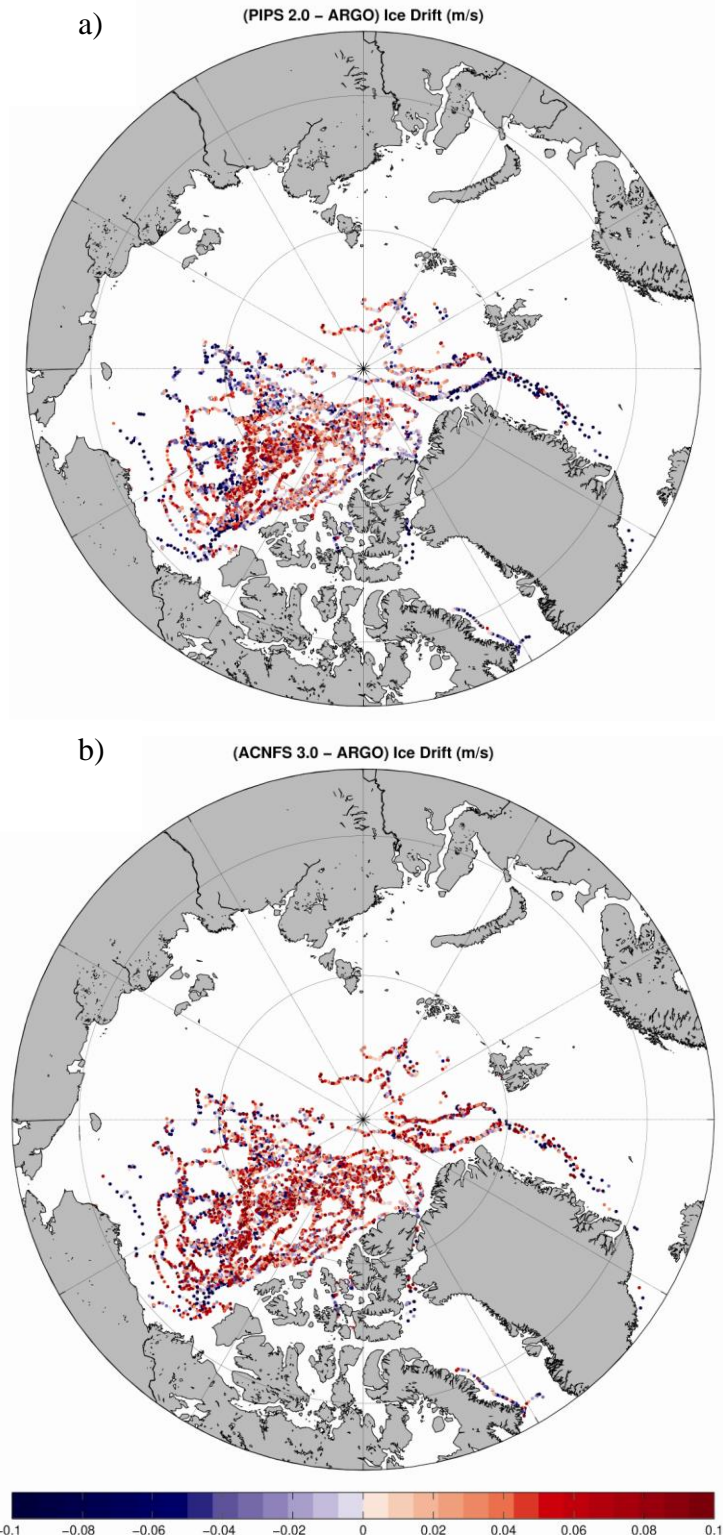 a)
(PIPS 2.0 − ARGO) Ice Drift (m/s)
b)
(ACNFS 3.0 − ARGO) Ice Drift (m/s)
-0.1 −0.08 −0.06 −0.04 −0.02 0 0.02 0.04 0.06 0.08 0.1